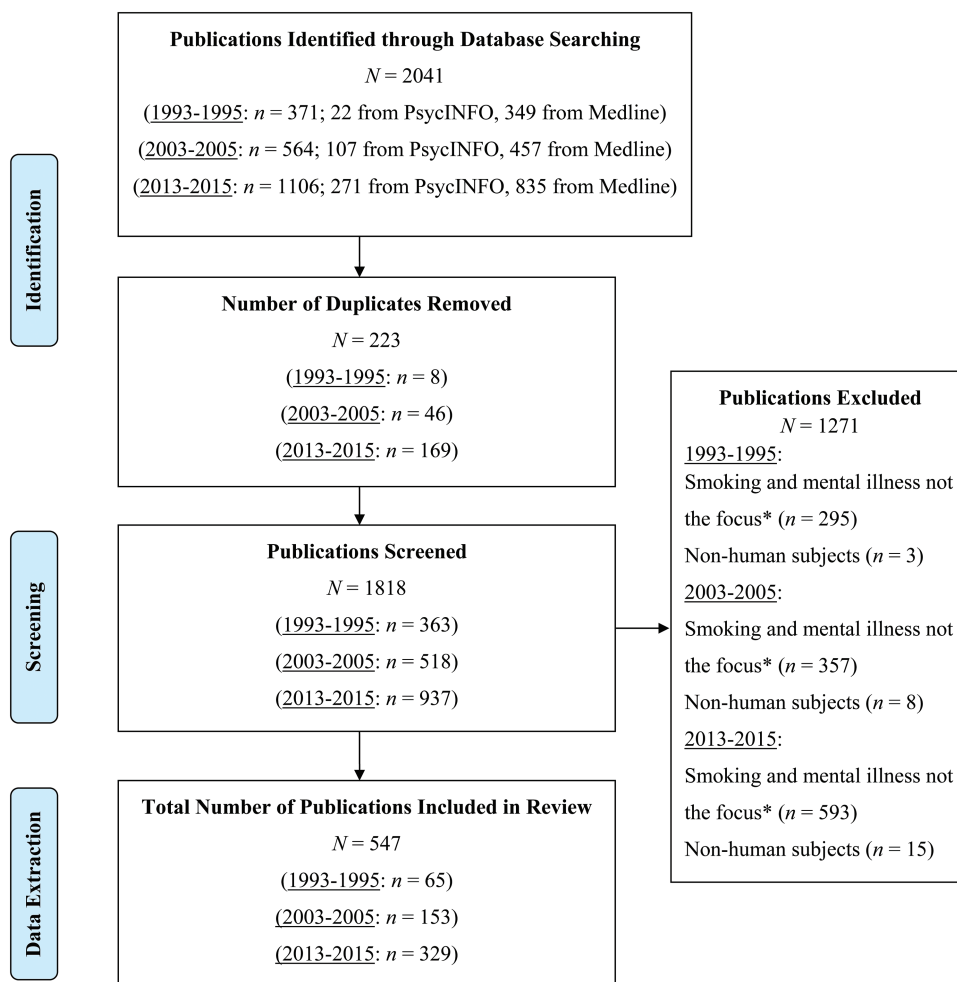 Publications Identified through Database Searching
N = 2041
(1993-1995: n = 371; 22 from PsycINFO, 349 from Medline)
(2003-2005: n = 564; 107 from PsycINFO, 457 from Medline)
(2013-2015: n = 1106; 271 from PsycINFO, 835 from Medline)
Identification
Number of Duplicates Removed
N = 223
(1993-1995: n = 8)
(2003-2005: n = 46)
(2013-2015: n = 169)
Publications Excluded
N = 1271
1993-1995:
Smoking and mental illness not
the focus* (n = 295)
Non-human subjects (n = 3)
2003-2005:
Smoking and mental illness not
the focus* (n = 357)
Non-human subjects (n = 8)
2013-2015:
Smoking and mental illness not
the focus* (n = 593)
Non-human subjects (n = 15)
Screening
Publications Screened
N = 1818
(1993-1995: n = 363)
(2003-2005: n = 518)
(2013-2015: n = 937)
Data Extraction
Total Number of Publications Included in Review
N = 547
(1993-1995: n = 65)
(2003-2005: n = 153)
(2013-2015: n = 329)